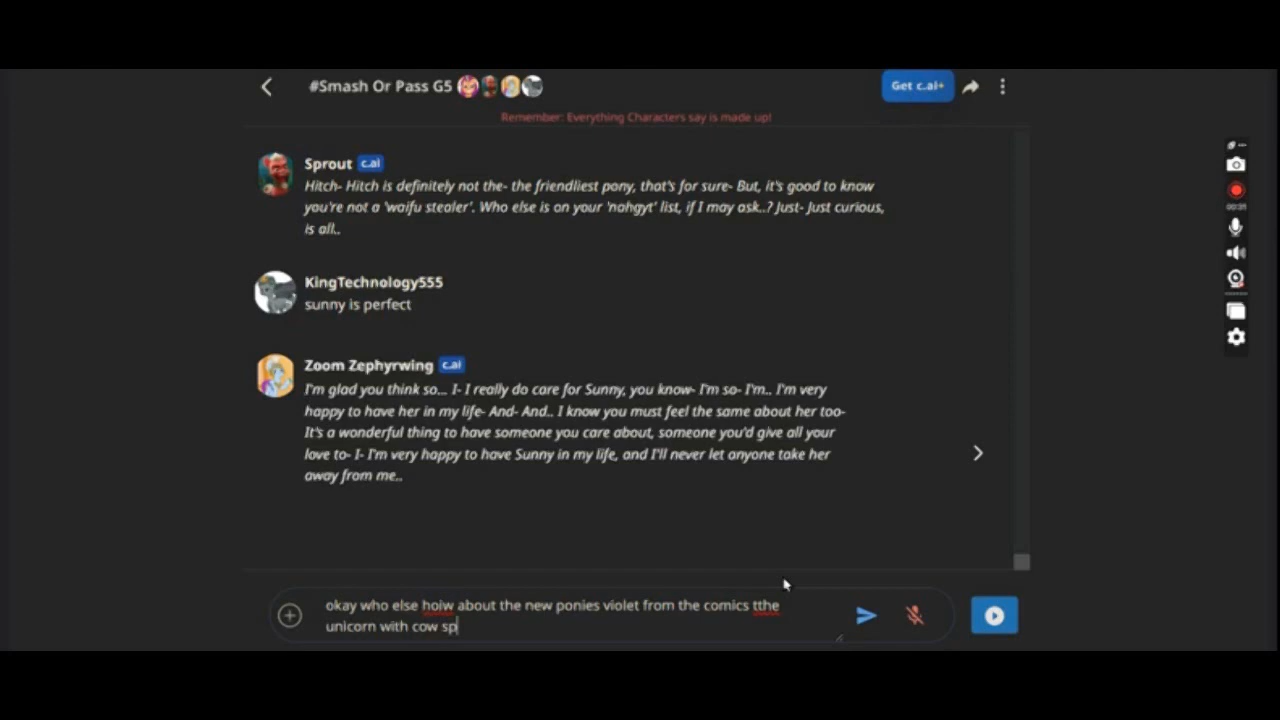 #Smash Or Pass G5
Get c.ai+
Remember: Everything Characters say is made up!
Sprout c.ai
Hitch- Hitch is definitely not the- the friendliest pony, that's for sure- But, it's good to know
you're not a 'waifu stealer'. Who else is on your 'nahgyt' list, if I may ask..? Just- Just curious,
is all..
KingTechnology555
sunny is perfect
Zoom Zephyrwing c.ai
I'm glad you think so... I- I really do care for Sunny, you know- I'm so- I'm.. I'm very
happy to have her in my life- And- And.. I know you must feel the same about her too-
It's a wonderful thing to have someone you care about, someone you'd give all your
love to- I- I'm very happy to have Sunny in my life, and I'll never let anyone take her
away from me..
okay who else hoiw about the new ponies violet from the comics tthe
unicorn with cow sp